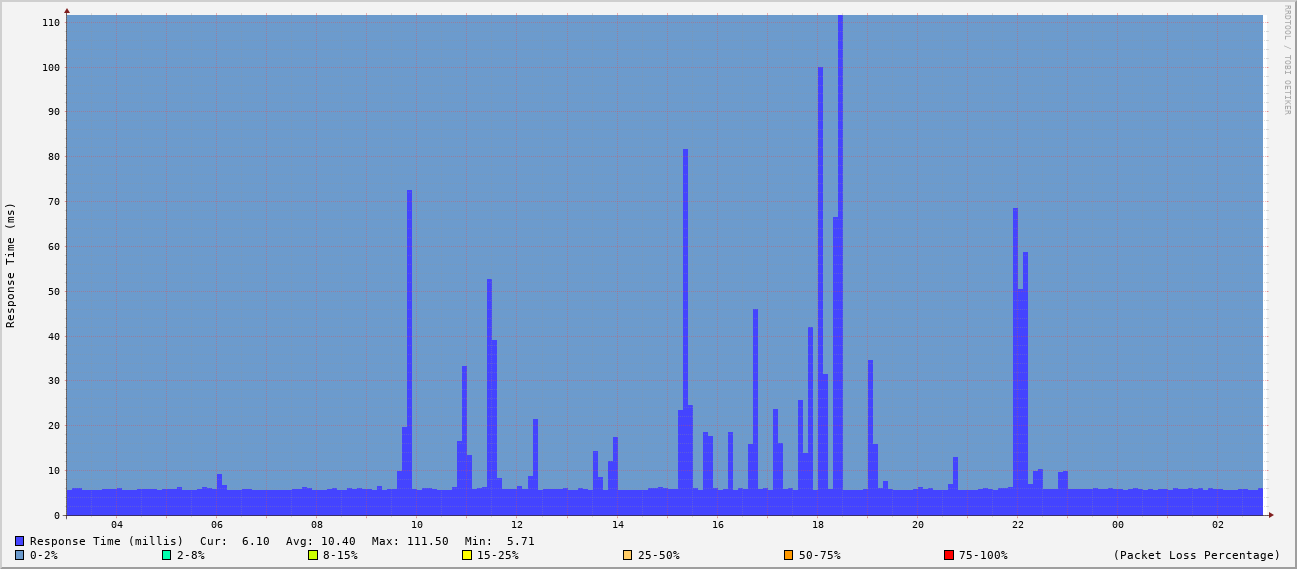 RRDTOOL / TOBI OETIKER
Response Time (ms)
110
100
90
80
70
60
50
40
30
20
10
0
04 06 08 10 12 14 16 18 20 22 00 02
Response Time (millis) Cur: 6.10 Avg: 10.40 Max: 111.50 Min: 5.71
0-2% 2-8% 8-15% 15-25% 25-50% 50-75% 75-100% (Packet Loss Percentage)